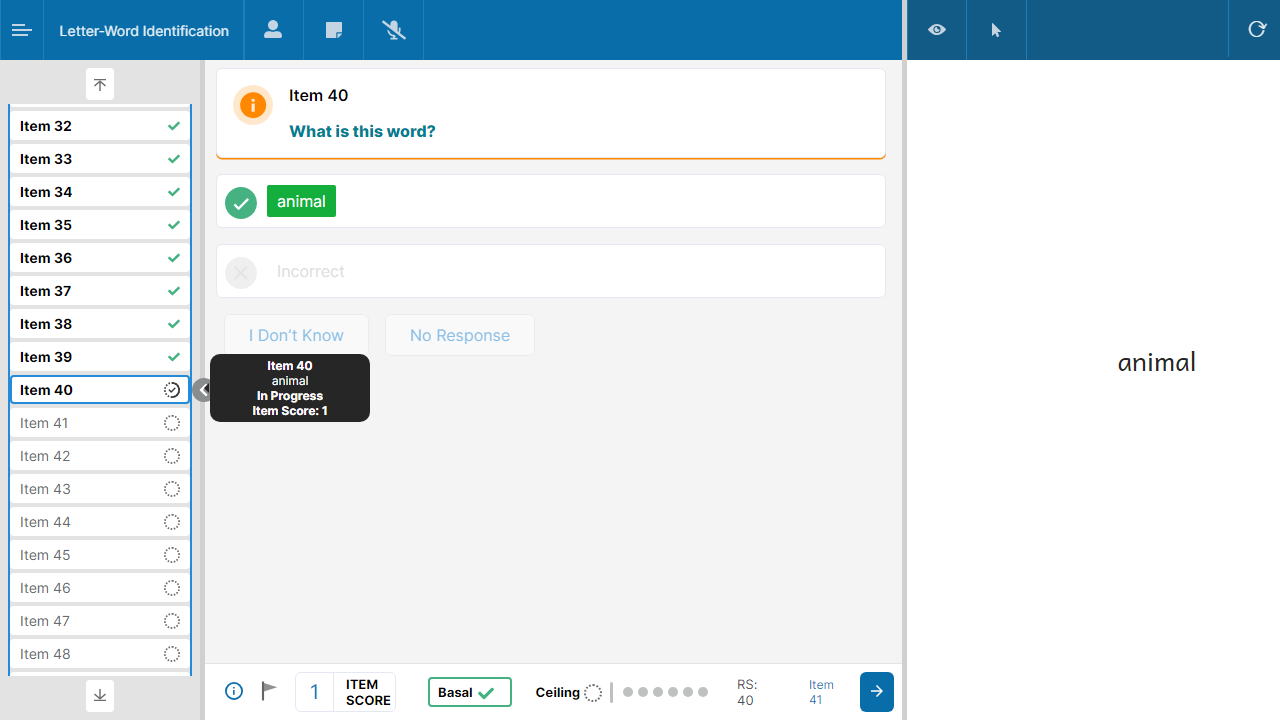 Letter-Word Identification
Item 32
Item 33
Item 34
Item 35
Item 36
Item 37
Item 38
Item 39
Item 40
Item 41
Item 42
Item 43
Item 44
Item 45
Item 46
Item 47
Item 48
Item 40
What is this word?
animal
Incorrect
I Don't Know
No Response
Item 40
animal
In Progress
Item Score: 1
1
ITEM
SCORE
Basal
Ceiling
RS:
40
Item
41
animal